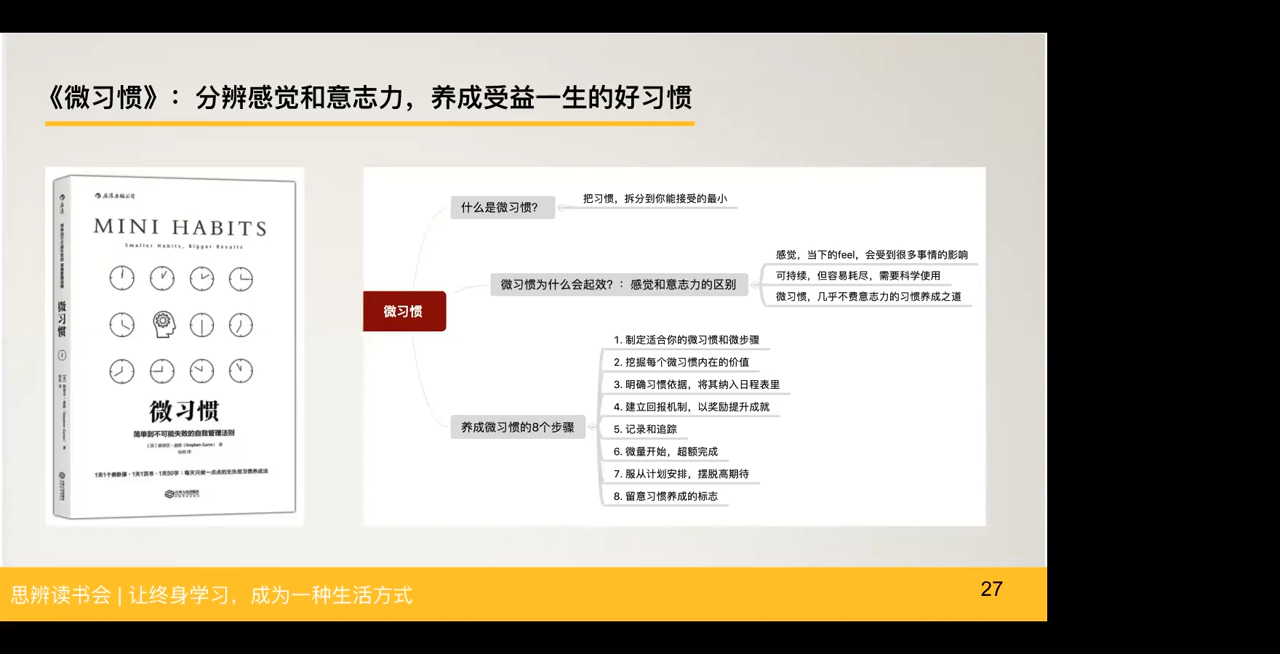 《微习惯》：分辨感觉和意志力，养成受益一生的好习惯
后浪出版公司
MINI HABITS
Smaller Habits, Bigger Results
微习惯
简单到不可能失败的自我管理法则
微习惯
后浪
微习惯
什么是微习惯？
把习惯，拆分到你能接受的最小
微习惯为什么会起效？：感觉和意志力的区别
感觉，当下的feel，会受到很多事情的影响
可持续，但容易耗尽，需要科学使用
微习惯，几乎不费意志力的习惯养成之道
养成微习惯的8个步骤
1. 制定适合你的微习惯和微步骤
2. 挖掘每个微习惯内在的价值
3. 明确习惯依据，将其纳入日程表里
4. 建立回报机制，以奖励提升成就
5. 记录和追踪
6. 微量开始，超额完成
7. 服从计划安排，摆脱高期待
8. 留意习惯养成的标志
思辨读书会 | 让终身学习，成为一种生活方式
27